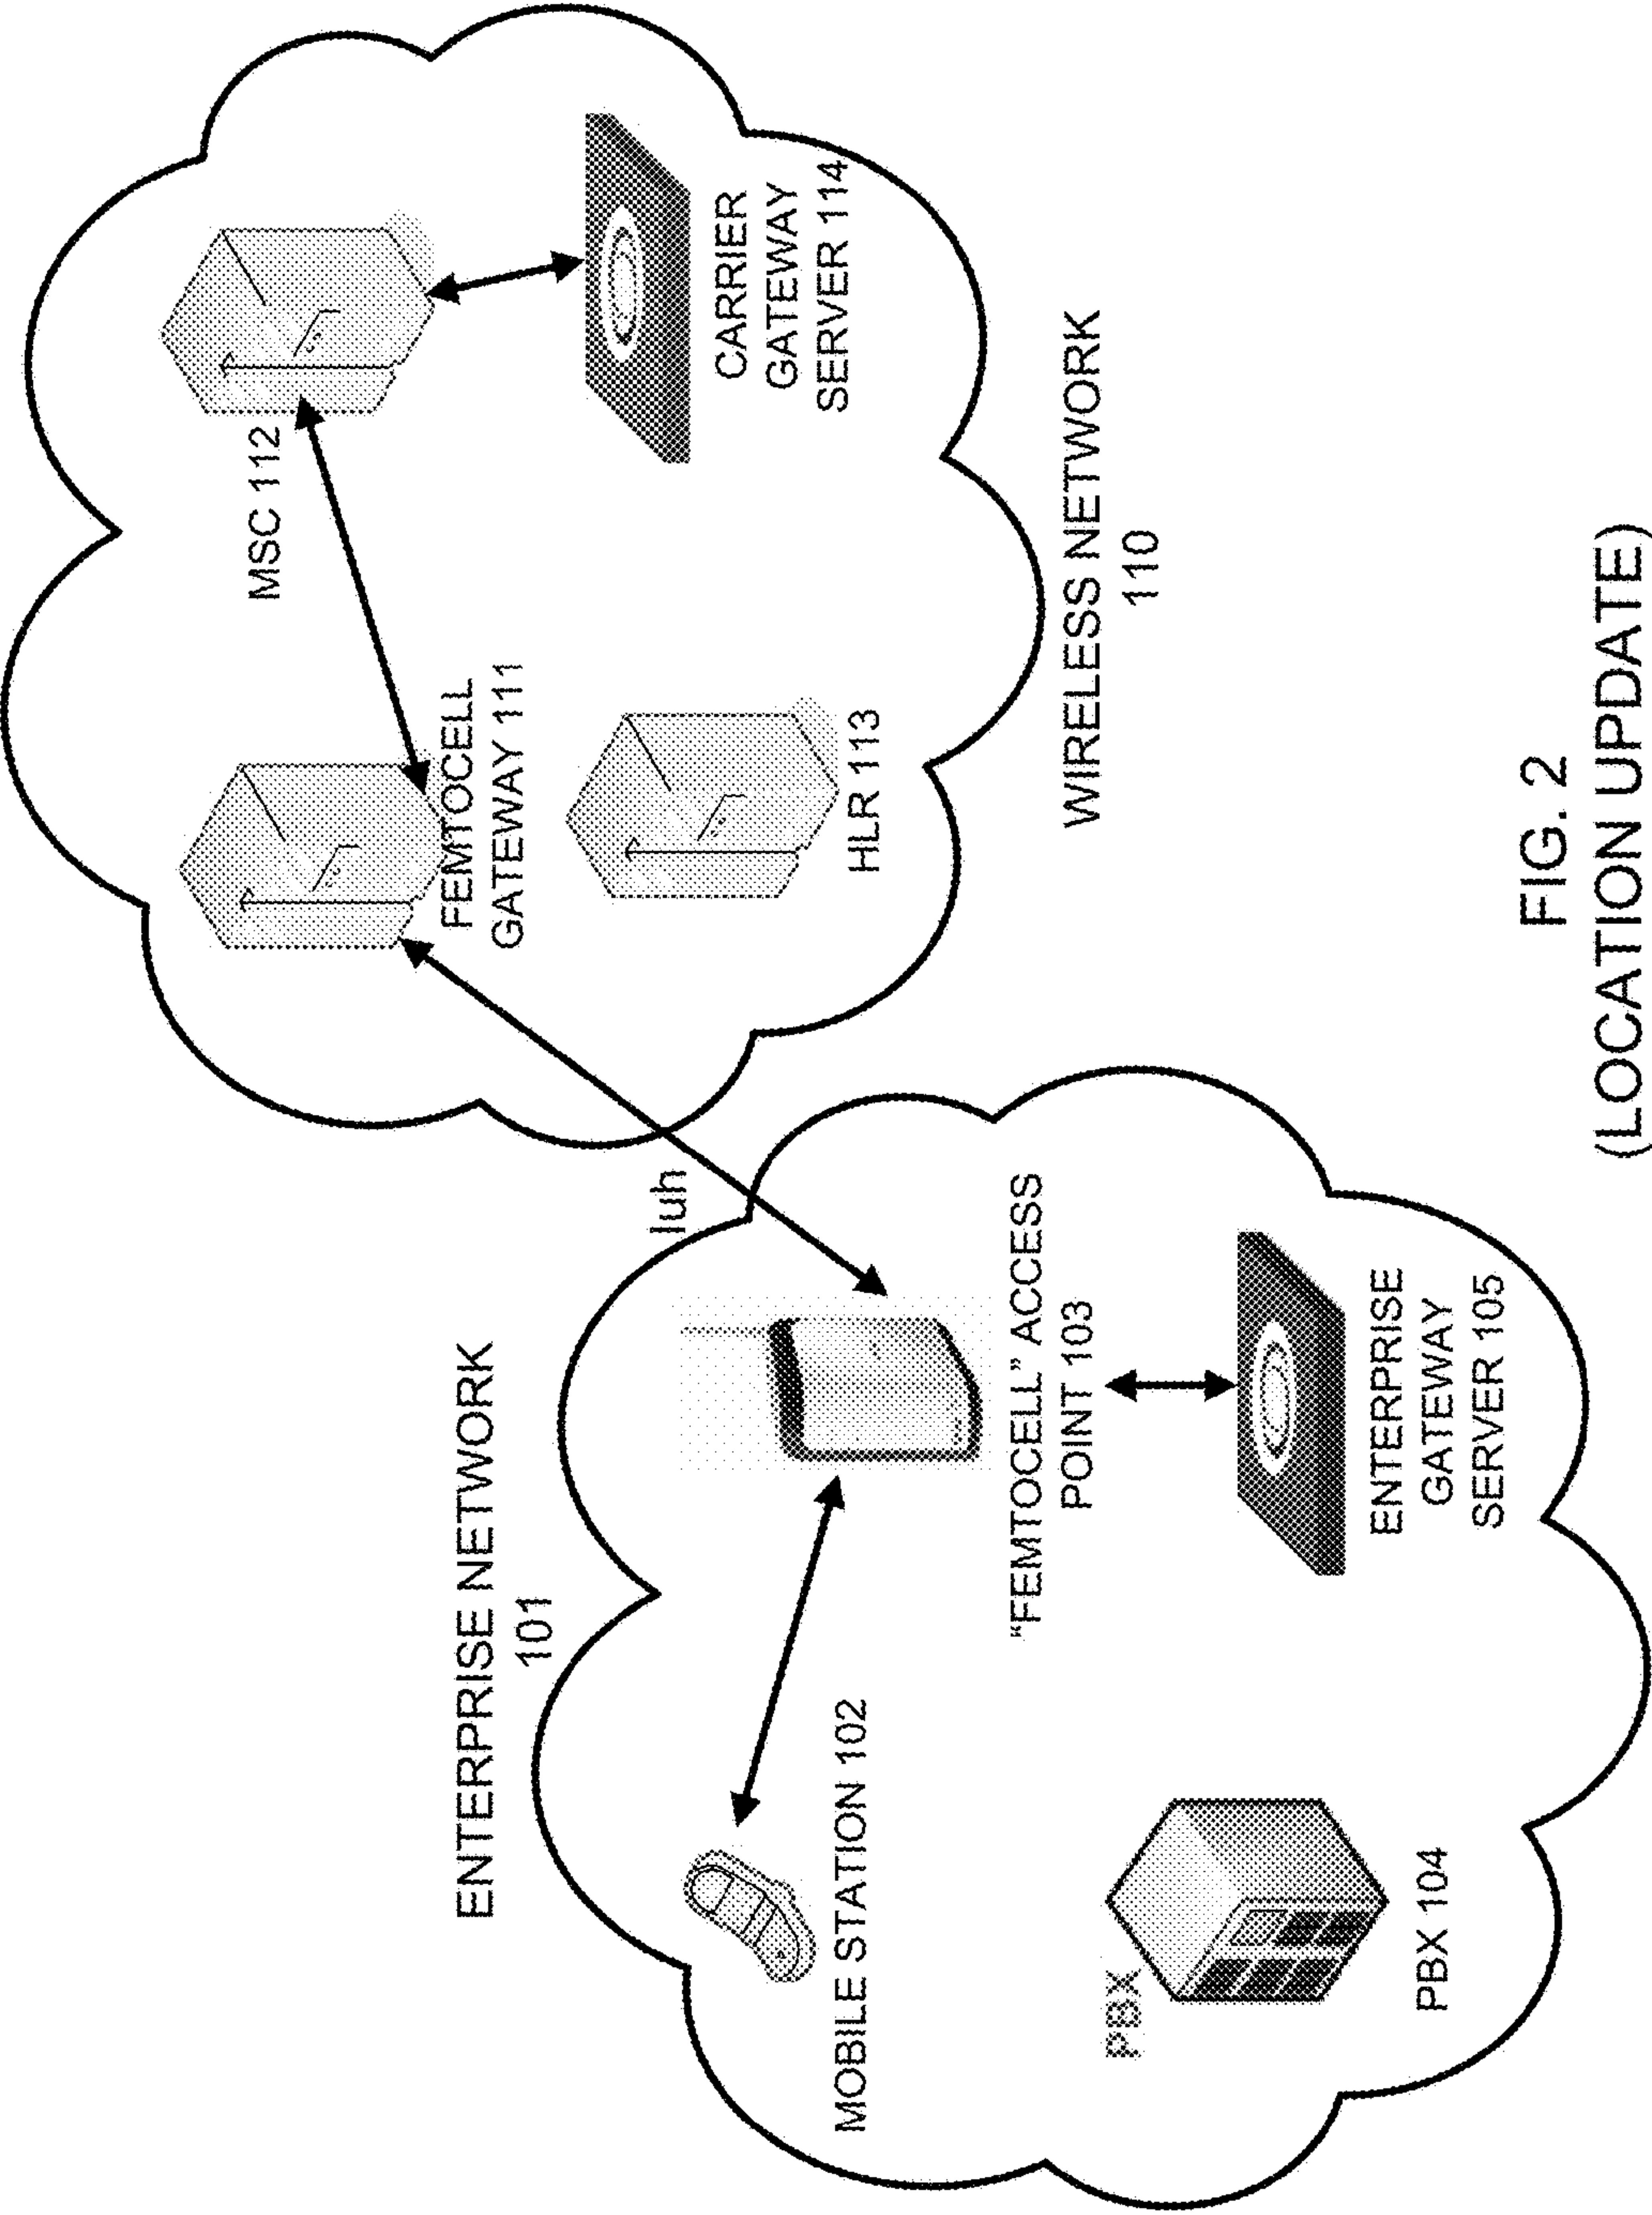 ENTERPRISE NETWORK
101
MOBILE STATION 102
PBX
PBX 104
"FEMTOCELL" ACCESS
POINT 103
ENTERPRISE
GATEWAY
SERVER 105
Iuh
FEMTOCELL
GATEWAY 111
MSC 112
HLR 113
CARRIER
GATEWAY
SERVER 114
WIRELESS NETWORK
110
FIG. 2
(LOCATION UPDATE)